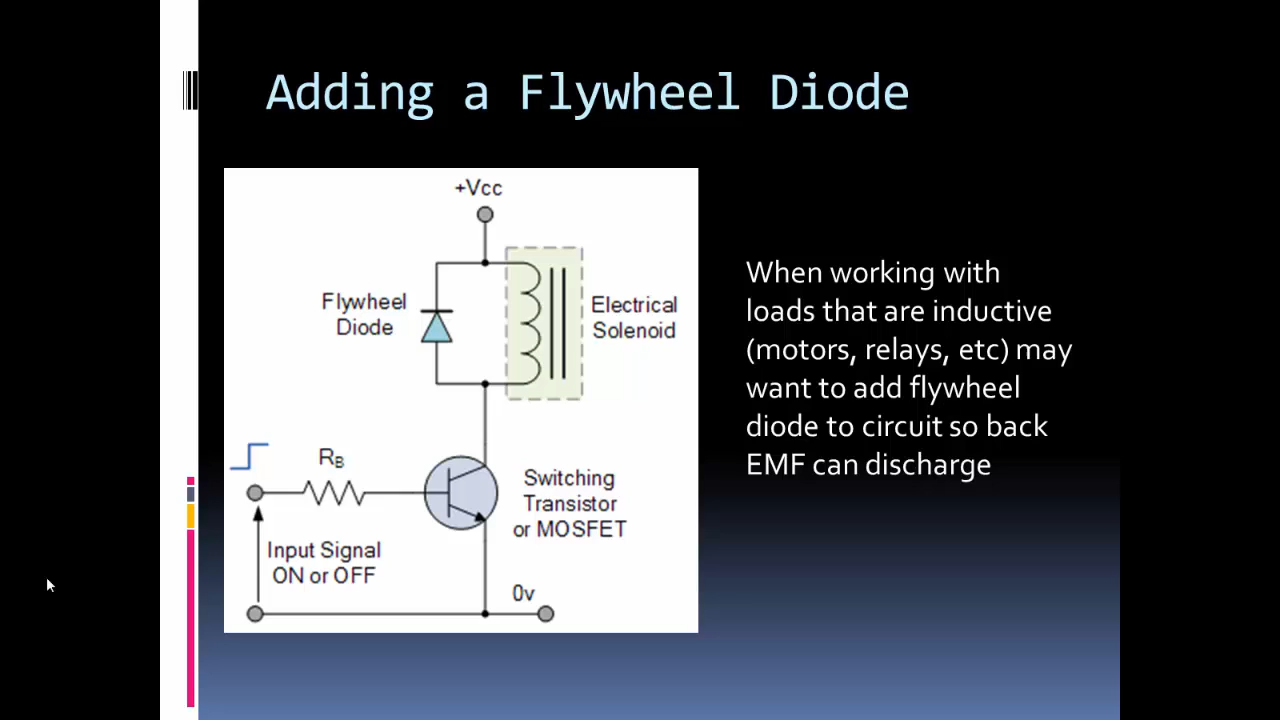 Adding a Flywheel Diode
+Vcc
Flywheel
Diode
Electrical
Solenoid
RB
Switching
Transistor
or MOSFET
Input Signal
ON or OFF
0v
When working with
loads that are inductive
(motors, relays, etc) may
want to add flywheel
diode to circuit so back
EMF can discharge